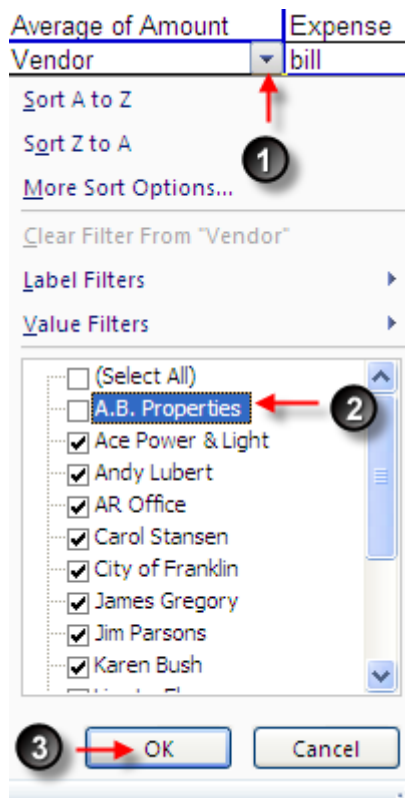 Average of Amount Expense
Vendor bill
Sort A to Z
1
Sort Z to A
More Sort Options...
Clear Filter From "Vendor"
Label Filters
Value Filters
(Select All)
A.B. Properties 2
Ace Power & Light
Andy Lubert
AR Office
Carol Stansen
City of Franklin
James Gregory
Jim Parsons
Karen Bush
3 OK Cancel